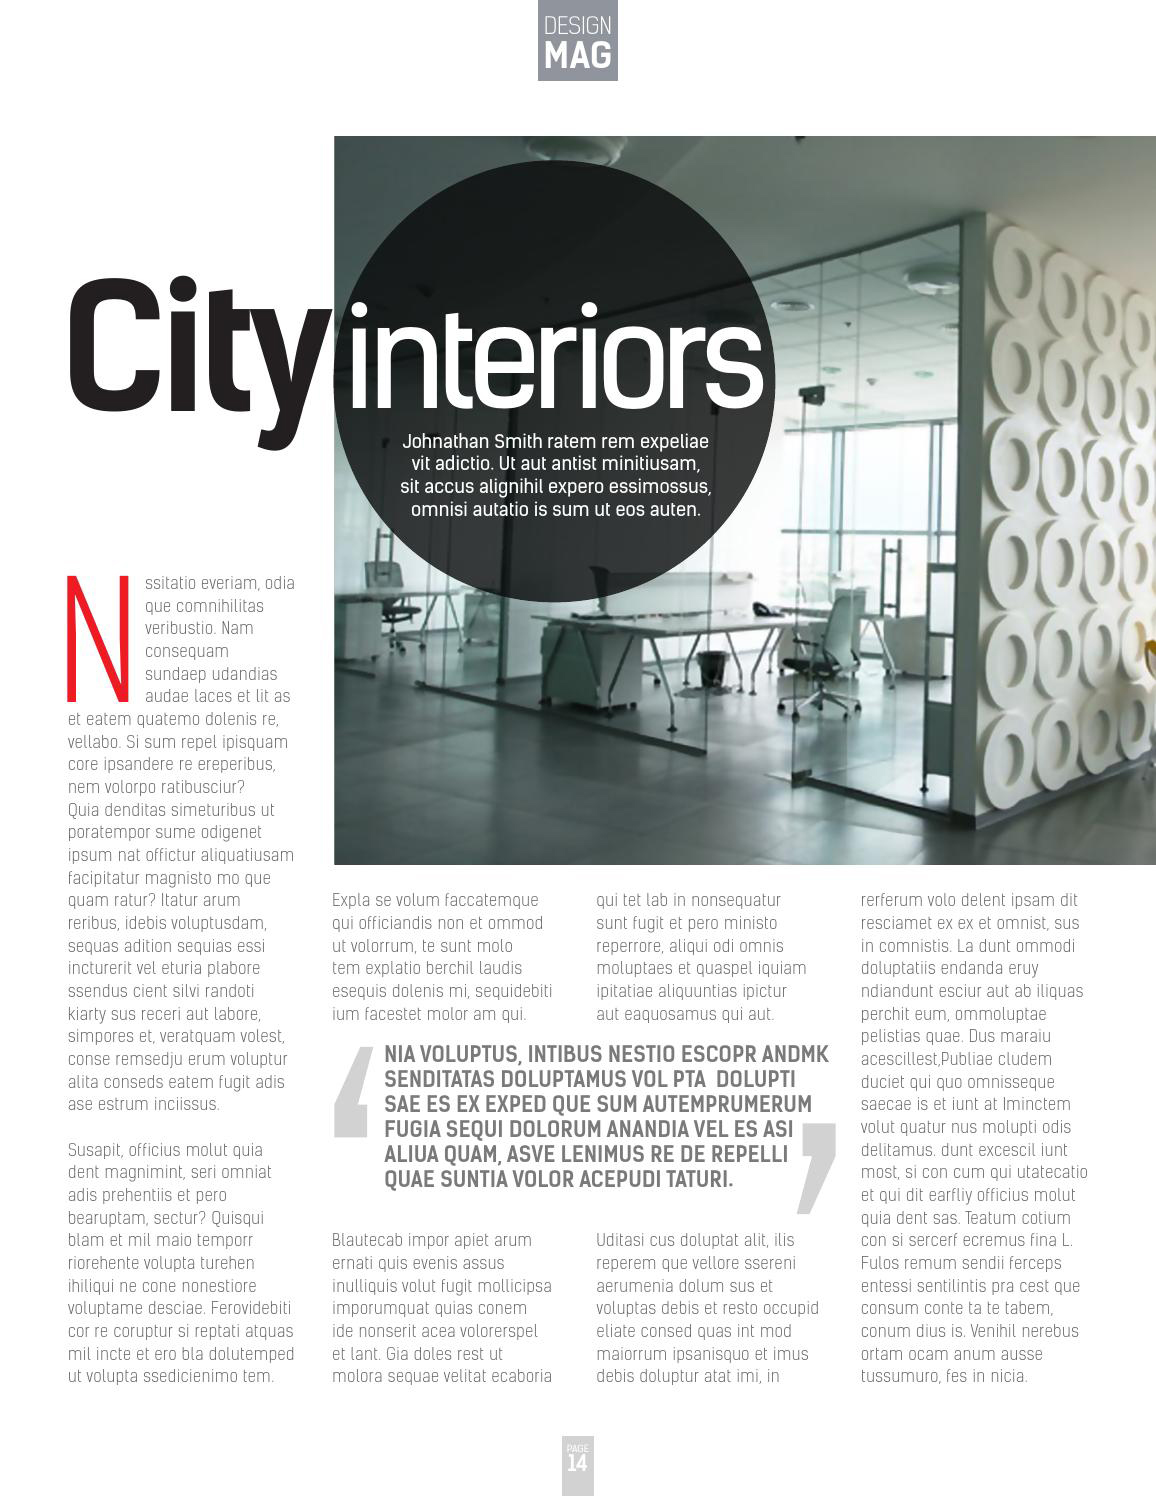 DESIGN
MAG
City interiors
Johnathan Smith ratem rem expeliae
vit adictio. Ut aut antist minitiusam,
sit accus alignihil expero essimossus,
omnisi autatio is sum ut eos auten.
N
ssitatio everiam, odia
que comnihilitas
veribustio. Nam
consequam
sundaep udandias
audae laces et lit as
et eatem quatemo dolenis re,
vellabo. Si sum repel ipisquam
core ipsandere re ereperibus,
nem volorpo ratibusciur?
Quia denditas simeturibus ut
poratempor sume odigenet
ipsum nat offictur aliquatiusam
facipitatur magnisto mo que
quam ratur? Itatur arum
reribus, idebis voluptusdam,
sequas adition sequias essi
incturerit vel eturia plabore
ssendus cient silvi randoti
kiarty sus receri aut labore,
simpores et, veratquam volest,
conse remsedju erum voluptur
alita conseds eatem fugit adis
ase estrum inciissus.
Susapit, officius molut quia
dent magnimint, seri omniat
adis prehentiis et pero
bearuptam, sectur? Quisqui
blam et mil maio temporr
riorehente volupta turehen
ihiliqui ne cone nonestiore
voluptame desciae. Ferovidebiti
cor re coruptur si reptati atquas
mil incte et ero bla dolutemped
ut volupta ssedicienimo tem.
Expla se volum faccatemque
qui officiandis non et ommod
ut volorrum, te sunt molo
tem explatio berchil laudis
esequis dolenis mi, sequidebiti
ium facestet molor am qui.
qui tet lab in nonsequatur
sunt fugit et pero ministo
reperrore, aliqui odi omnis
moluptaes et quaspel iquiam
ipitatiae aliquuntias ipictur
aut eaquosamus qui aut.
‘NIA VOLUPTUS, INTIBUS NESTIO ESCOPR ANDMK
SENDITATAS DOLUPTAMUS VOL PTA  DOLUPTI
SAE ES EX EXPED QUE SUM AUTEMPRUMERUM
FUGIA SEQUI DOLORUM ANANDIA VEL ES ASI
ALIUA QUAM, ASVE LENIMUS RE DE REPELLI
QUAE SUNTIA VOLOR ACEPUDI TATURI.’
Blautecab impor apiet arum
ernati quis evenis assus
inulliquis volut fugit mollicipsa
imporumquat quias conem
ide nonserit acea volorerspel
et lant. Gia doles rest ut
molora sequae velitat ecaboria
Uditasi cus doluptat alit, ilis
reperem que vellore ssereni
aerumenia dolum sus et
voluptas debis et resto occupid
eliate consed quas int mod
maiorrum ipsanisquo et imus
debis doluptur atat imi, in
rerferum volo delent ipsam dit
resciamet ex ex et omnist, sus
in comnistis. La dunt ommodi
doluptatiis endanda eruy
ndiandunt esciur aut ab iliquas
perchit eum, ommoluptae
pelistias quae. Dus maraiu
acescillest,Publiae cludem
duciet qui quo omnisseque
saecae is et iunt at Iminctem
volut quatur nus molupti odis
delitamus. dunt excescil iunt
most, si con cum qui utatecatio
et qui dit earfliy officius molut
quia dent sas. Teatum cotium
con si sercerf ecremus fina L.
Fulos remum sendii ferceps
entessi sentilintis pra cest que
consum conte ta te tabem,
conum dius is. Venihil nerebus
ortam ocam anum ausse
tussumuro, fes in nicia.
PAGE
14